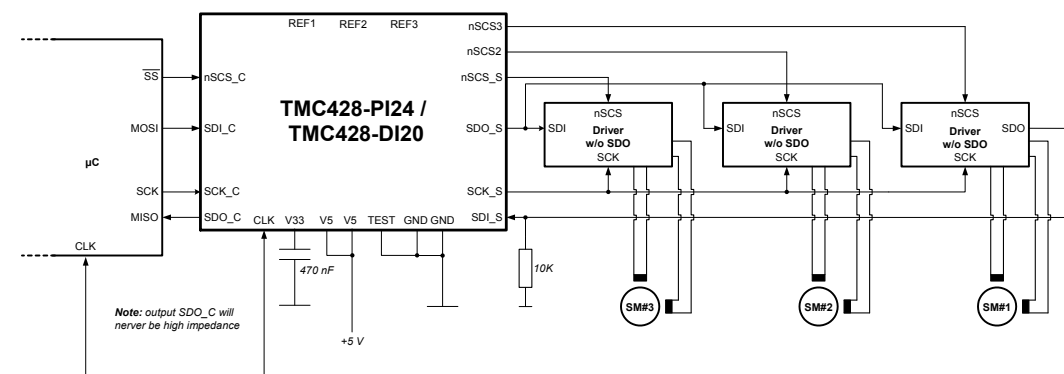 REF1 REF2 REF3
nSCS3
nSCS2
SS nSCS_C
nSCS_S
TMC428-PI24 /
TMC428-DI20
nSCS
Driver
w/o SDO
SCK
nSCS
Driver
w/o SDO
SCK
nSCS
Driver
w/o SDO
SCK
MOSI SDI_C
SDO_S SDI SDI SDI SDO
µC
SCK SCK_C
SCK_S
MISO SDO_C CLK V33 V5 V5 TEST GND GND
SDI_S
CLK
470 nF
10K
Note: output SDO_C will
nerver be high impedance
SM#3 SM#2 SM#1
+5 V